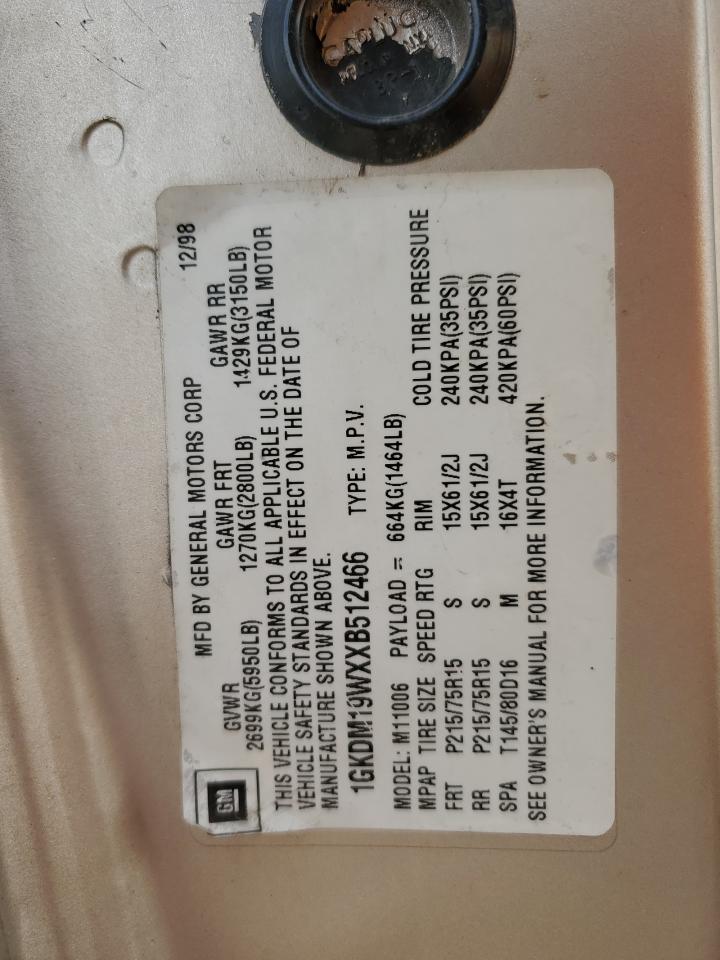 MFD BY GENERAL MOTORS CORP 12/98
GVWR GAWR FRT GAWR RR
2699KG(5950LB) 1270KG(2800LB) 1429KG(3150LB)
GM
THIS VEHICLE CONFORMS TO ALL APPLICABLE U.S. FEDERAL MOTOR
VEHICLE SAFETY STANDARDS IN EFFECT ON THE DATE OF
MANUFACTURE SHOWN ABOVE.
1GKDM19WXXB512466 TYPE: M.P.V.
MODEL: M11006 PAYLOAD = 664KG(1464LB)
MPAP TIRE SIZE SPEED RTG RIM COLD TIRE PRESSURE
FRT P215/75R15 S 15X61/2J 240KPA(35PSI)
RR P215/75R15 S 15X61/2J 240KPA(35PSI)
SPA T145/80D16 M 16X4T 420KPA(60PSI)
SEE OWNER'S MANUAL FOR MORE INFORMATION.